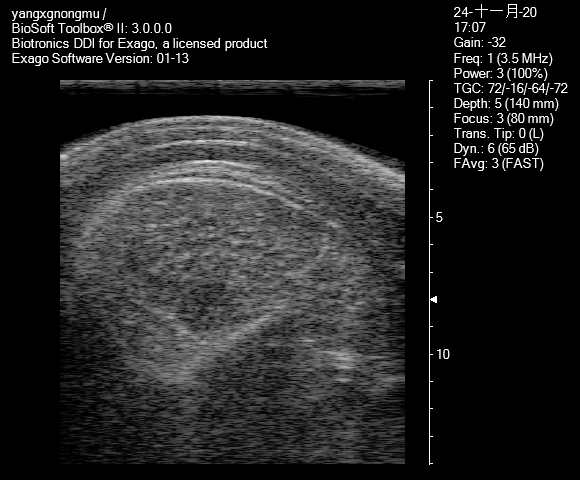 yangxgnongmu /
BioSoft Toolbox® II: 3.0.0.0
Biotronics DDI for Exago, a licensed product
Exago Software Version: 01-13
24-十一月-20
17:07
Gain: -32
Freq: 1 (3.5 MHz)
Power: 3 (100%)
TGC: 72/-16/-64/-72
Depth: 5 (140 mm)
Focus: 3 (80 mm)
Trans. Tip: 0 (L)
Dyn.: 6 (65 dB)
FAvg: 3 (FAST)
5
10